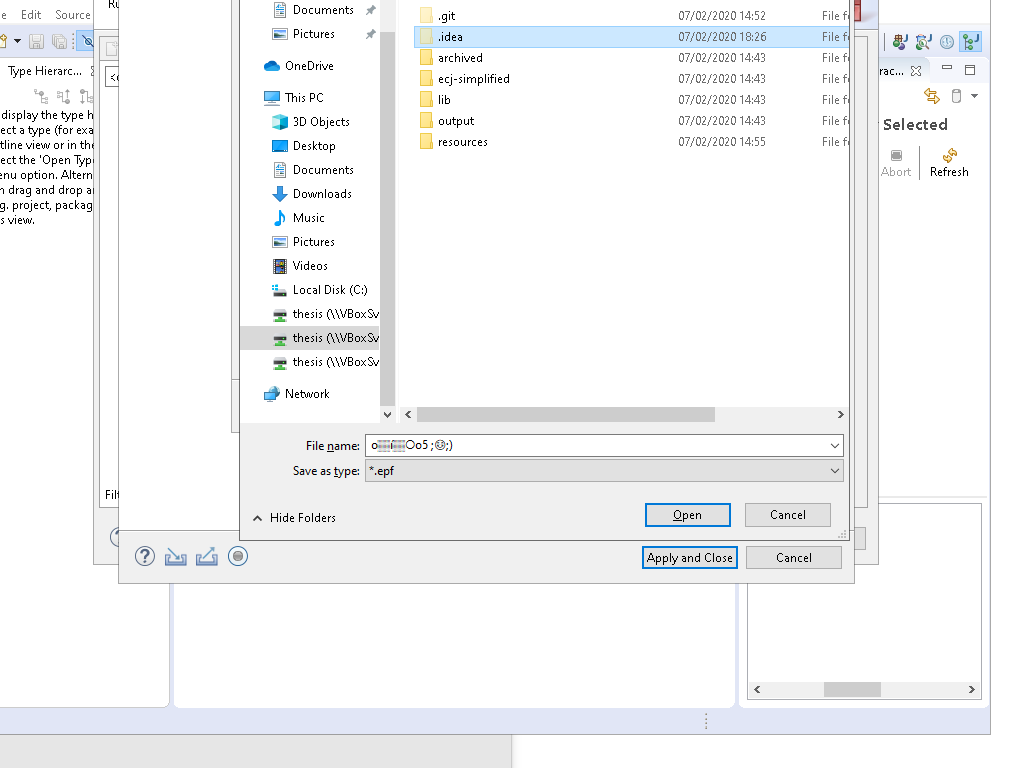 Ru
e Edit Source
Type Hierarc...
<c
display the type h
ect a type (for exa
tline view or in the
ect the 'Open Type
enu option. Altern
n drag and drop a
g. project, packag
s view.
Documents
Pictures
OneDrive
This PC
3D Objects
Desktop
Documents
Downloads
Music
Pictures
Videos
Local Disk (C:)
thesis (\\VBoxSv
thesis (\\VBoxSv
thesis (\\VBoxSv
Network
.git 07/02/2020 14:52 File fo
.idea 07/02/2020 18:26 File fo
archived 07/02/2020 14:43 File fo
ecj-simplified 07/02/2020 14:43 File fo
lib 07/02/2020 14:43 File fo
output 07/02/2020 14:43 File fo
resources 07/02/2020 14:55 File fo
rac...
Selected
Abort Refresh
File name:
Save as type: *.epf
Filt
Hide Folders
Open Cancel
Apply and Close Cancel